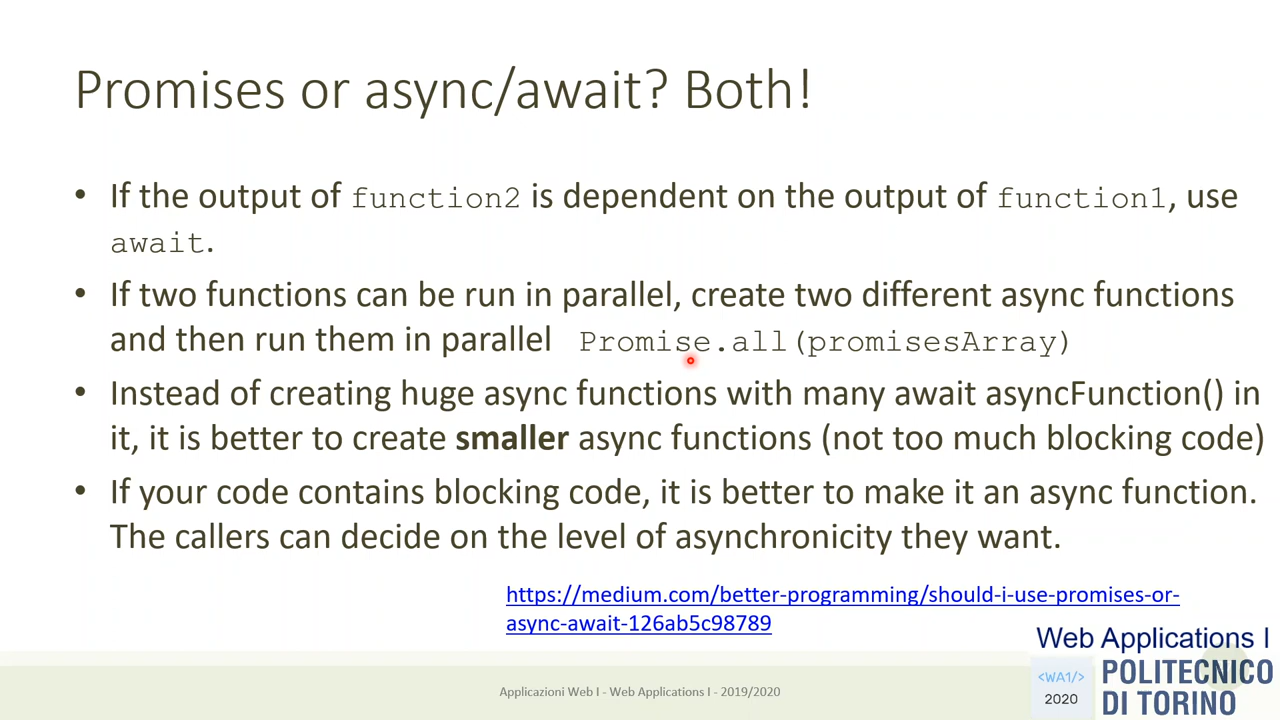 Promises or async/await? Both!
• If the output of function2 is dependent on the output of function1, use
await.
• If two functions can be run in parallel, create two different async functions
and then run them in parallel Promise.all(promisesArray)
• Instead of creating huge async functions with many await asyncFunction() in
it, it is better to create smaller async functions (not too much blocking code)
• If your code contains blocking code, it is better to make it an async function.
The callers can decide on the level of asynchronicity they want.
https://medium.com/better-programming/should-i-use-promises-or-
async-await-126ab5c98789
Web Applications I
Applicazioni Web I - Web Applications I - 2019/2020
<WA1/>
2020
POLITECNICO
DI TORINO